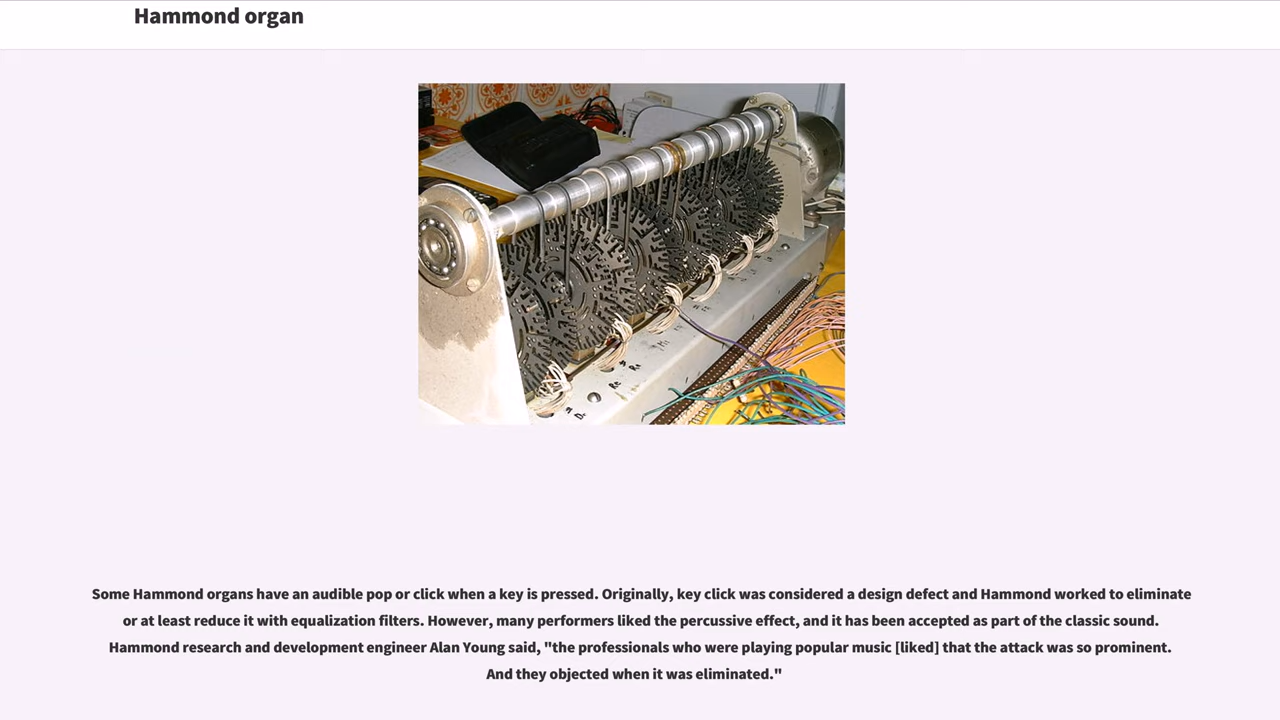 Hammond organ
Some Hammond organs have an audible pop or click when a key is pressed. Originally, key click was considered a design defect and Hammond worked to eliminate
or at least reduce it with equalization filters. However, many performers liked the percussive effect, and it has been accepted as part of the classic sound.
Hammond research and development engineer Alan Young said, "the professionals who were playing popular music [liked] that the attack was so prominent.
And they objected when it was eliminated."